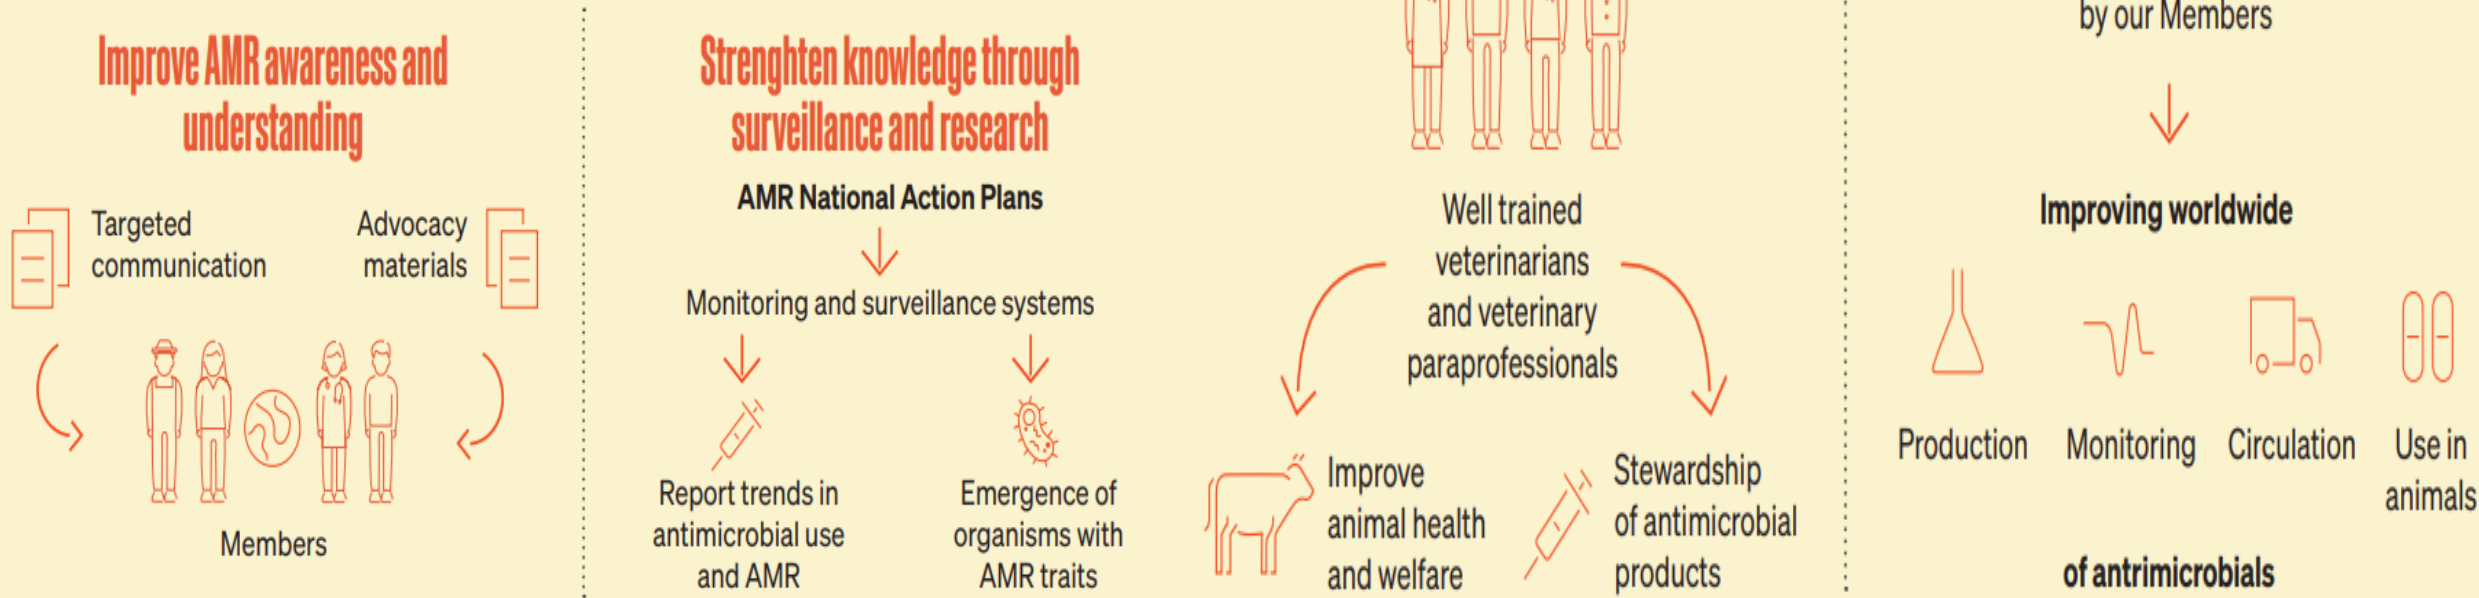 Improve AMR awareness and
understanding
Targeted
communication
Advocacy
materials
Members
Strenghten knowledge through
surveillance and research
AMR National Action Plans
Monitoring and surveillance systems
Report trends in
antimicrobial use
and AMR
Emergence of
organisms with
AMR traits
Well trained
veterinarians
and veterinary
paraprofessionals
Improve
animal health
and welfare
Stewardship
of antimicrobial
products
by our Members
Improving worldwide
Production
Monitoring
Circulation
Use in
animals
of antrimicrobials